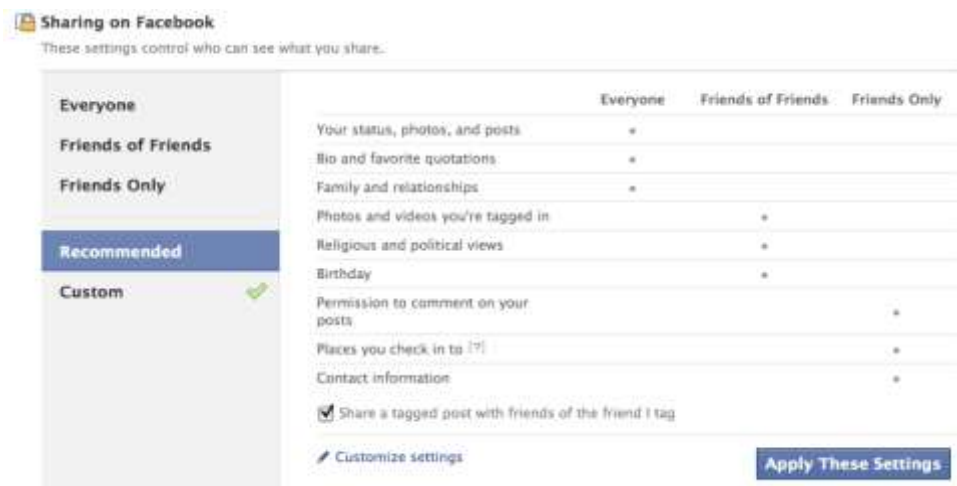 Sharing on Facebook
These settings control who can see what you share.
Everyone
Friends of Friends
Friends Only
Recommended
Custom
Everyone Friends of Friends Friends Only
Your status, photos, and posts
Bio and favorite quotations
Family and relationships
Photos and videos you're tagged in
Religious and political views
Birthday
Permission to comment on your
posts
Places you check in to [?]
Contact information
Share a tagged post with friends of the friend I tag
Customize settings
Apply These Settings